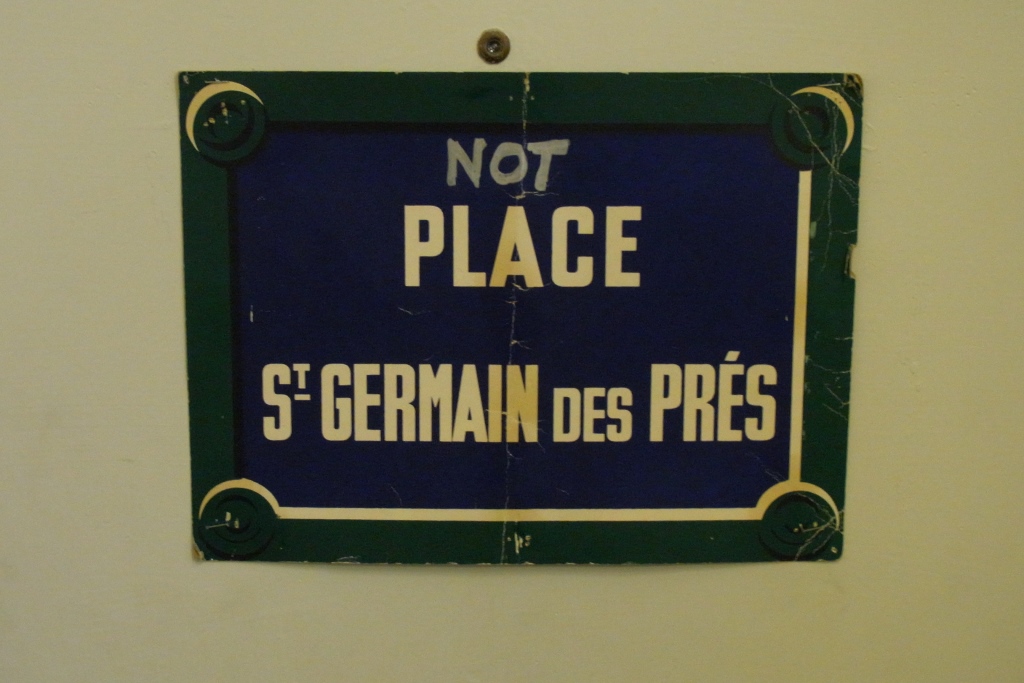 NOT
PLACE
ST GERMAIN DES PRÉS